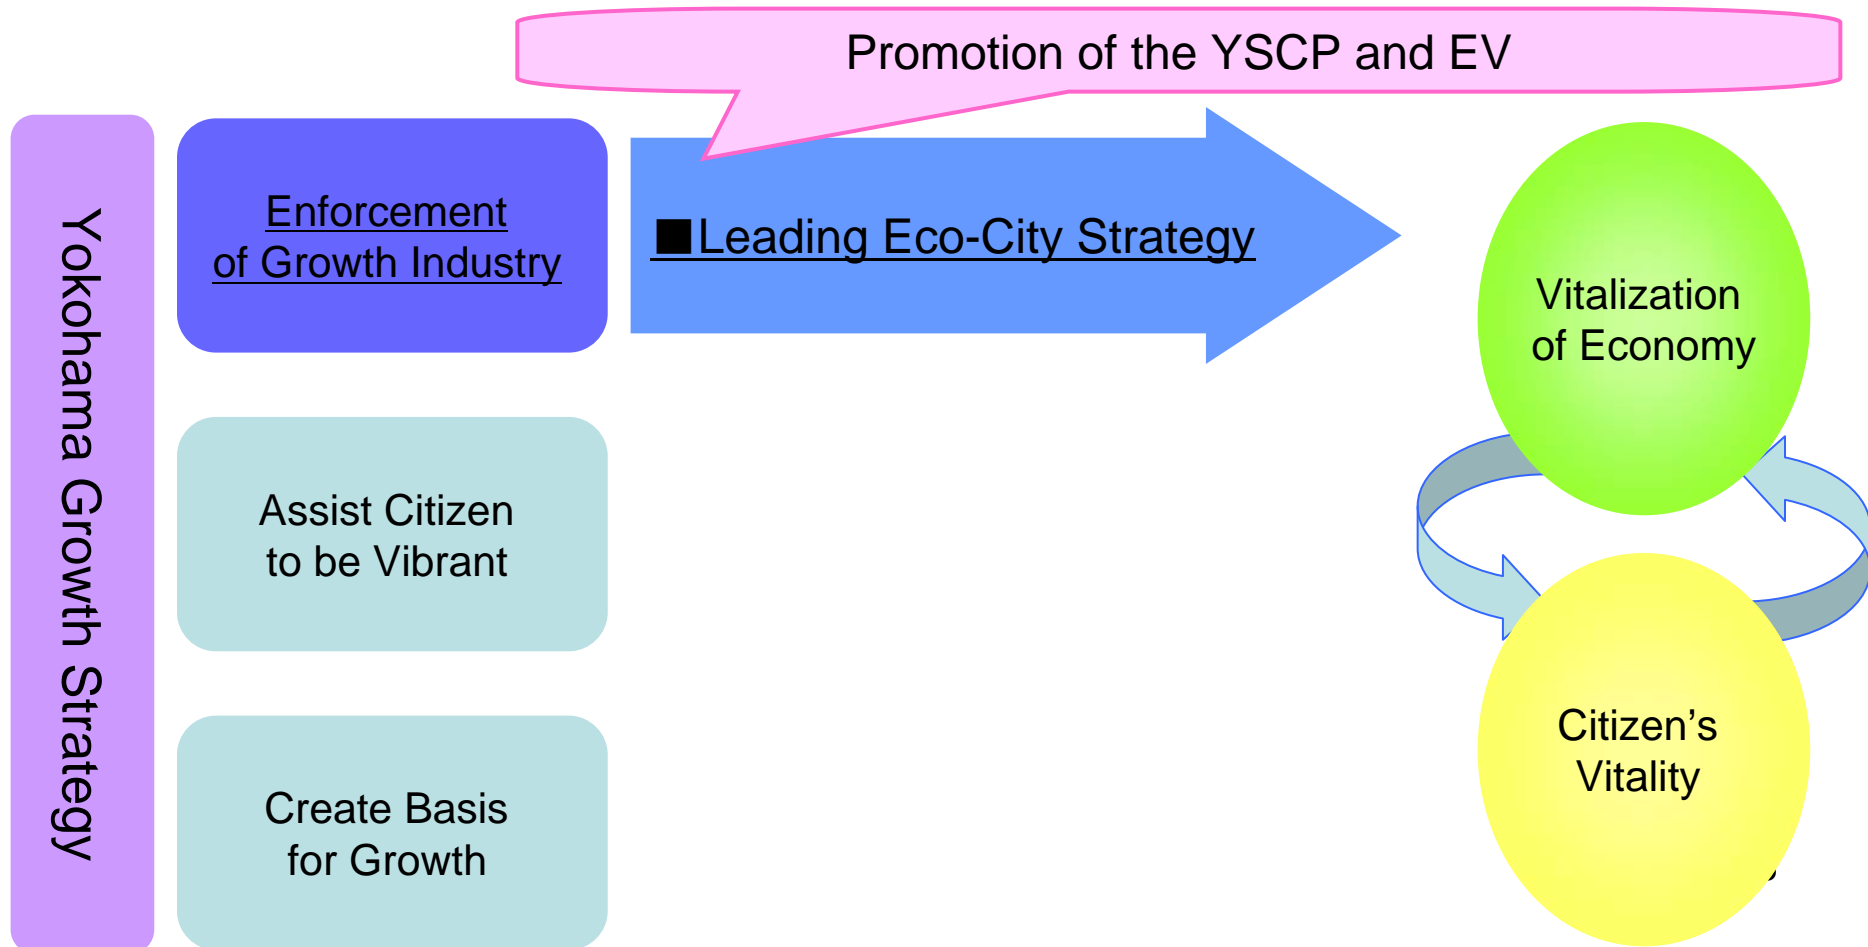 Promotion of the YSCP and EV
Yokohama Growth Strategy
Enforcement
of Growth Industry
■Leading Eco-City Strategy
Vitalization
of Economy
Assist Citizen
to be Vibrant
Citizen’s
Vitality
Create Basis
for Growth